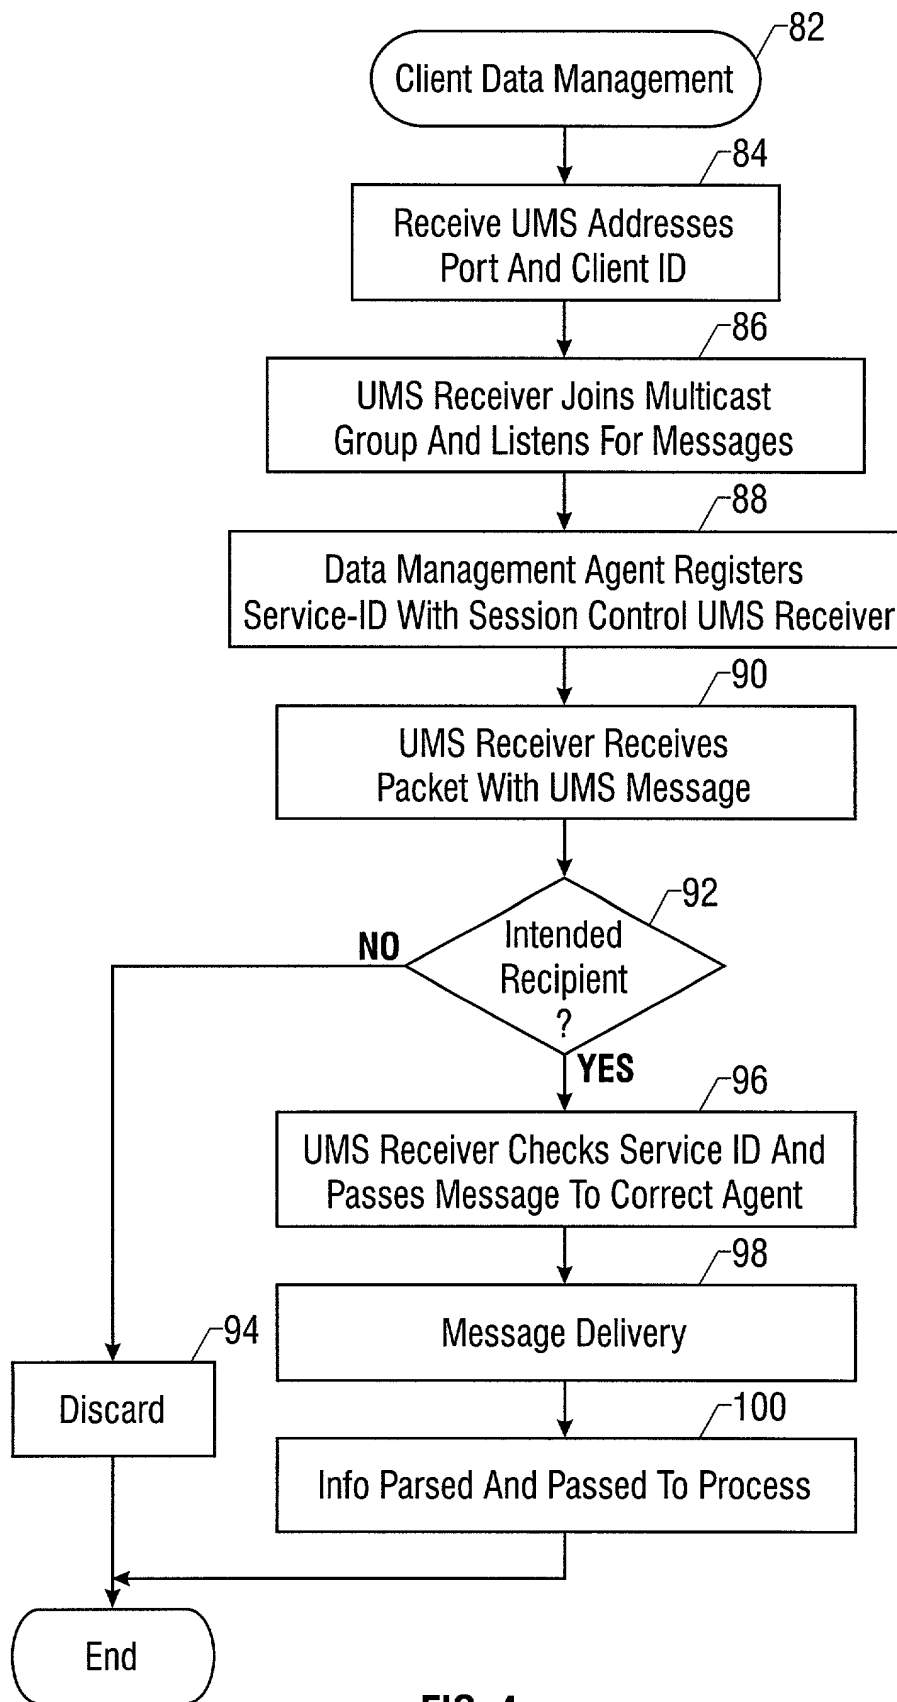 82
Client Data Management
84
Receive UMS Addresses
Port And Client ID
86
UMS Receiver Joins Multicast
Group And Listens For Messages
88
Data Management Agent Registers
Service-ID With Session Control UMS Receiver
90
UMS Receiver Receives
Packet With UMS Message
92
Intended
Recipient
?
NO
YES
96
UMS Receiver Checks Service ID And
Passes Message To Correct Agent
98
Message Delivery
94
Discard
100
Info Parsed And Passed To Process
End